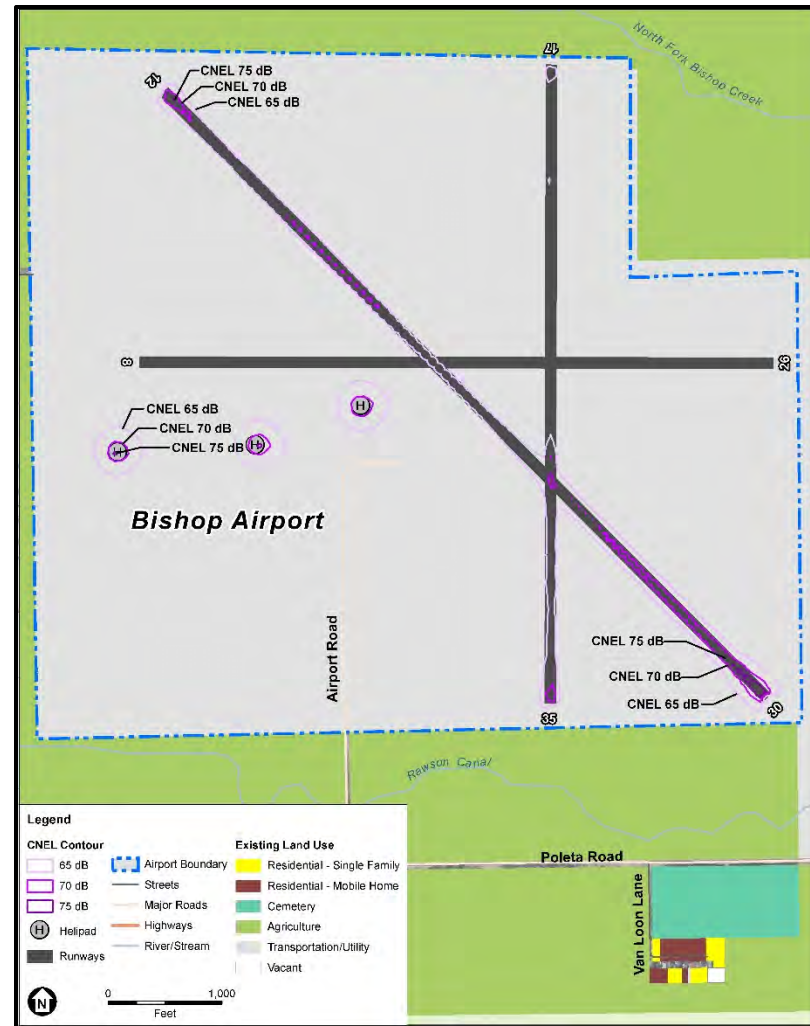 North Fork Bishop Creek
17
12
CNEL 75 dB
CNEL 70 dB
CNEL 65 dB
8
26
H
CNEL 65 dB
CNEL 70 dB
CNEL 75 dB
H
H
Bishop Airport
Airport Road
CNEL 75 dB
CNEL 70 dB
CNEL 65 dB
35
30
Rawson Canal
Poleta Road
Van Loon Lane
Legend
CNEL Contour
65 dB
70 dB
75 dB
H Helipad
Runways
Airport Boundary
Streets
Major Roads
Highways
River/Stream
Existing Land Use
Residential - Single Family
Residential - Mobile Home
Cemetery
Agriculture
Transportation/Utility
Vacant
N
0 1,000
Feet